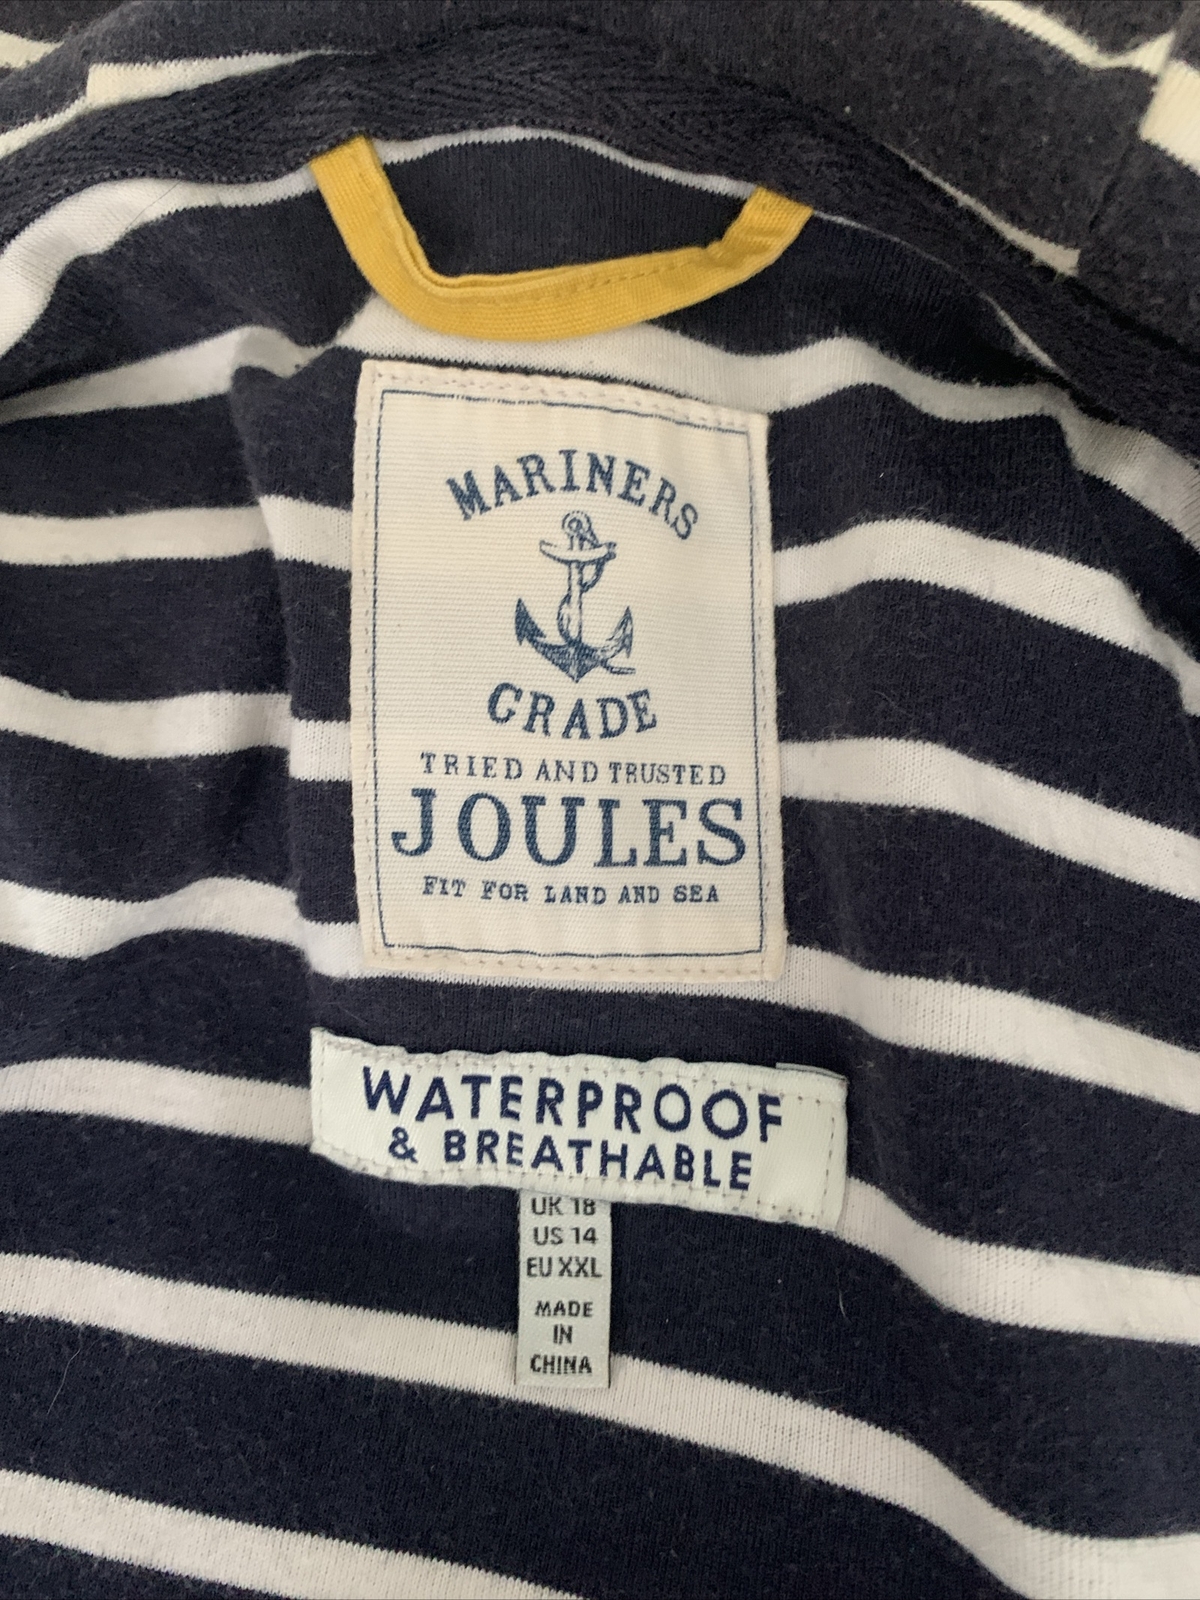 MARINERS
GRADE
TRIED AND TRUSTED
JOULES
FIT FOR LAND AND SEA
WATERPROOF
& BREATHABLE
UK 18
US 14
EU XXL
MADE
IN
CHINA